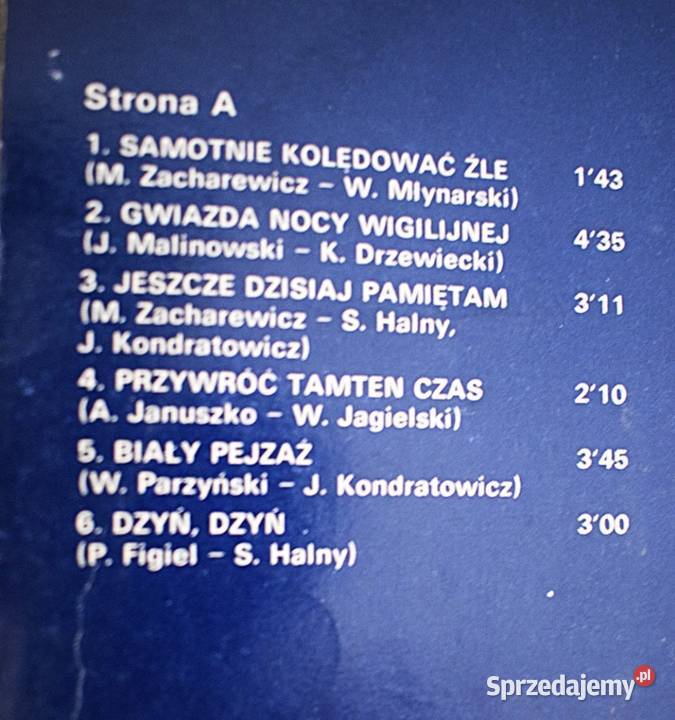 Strona A
1. SAMOTNIE KOLĘDOWAĆ ŹLE 1'43
(M. Zacharewicz – W. Młynarski)
2. GWIAZDA NOCY WIGILIJNEJ 4'35
(J. Malinowski – K. Drzewiecki)
3. JESZCZE DZISIAJ PAMIĘTAM 3'11
(M. Zacharewicz – S. Halny,
J. Kondratowicz)
4. PRZYWRÓĆ TAMTEN CZAS 2'10
(A. Januszko – W. Jagielski)
5. BIAŁY PEJZAŻ 3'45
(W. Parzyński – J. Kondratowicz)
6. DZYŃ, DZYŃ 3'00
(P. Figiel – S. Halny)
Sprzedajemy.pl